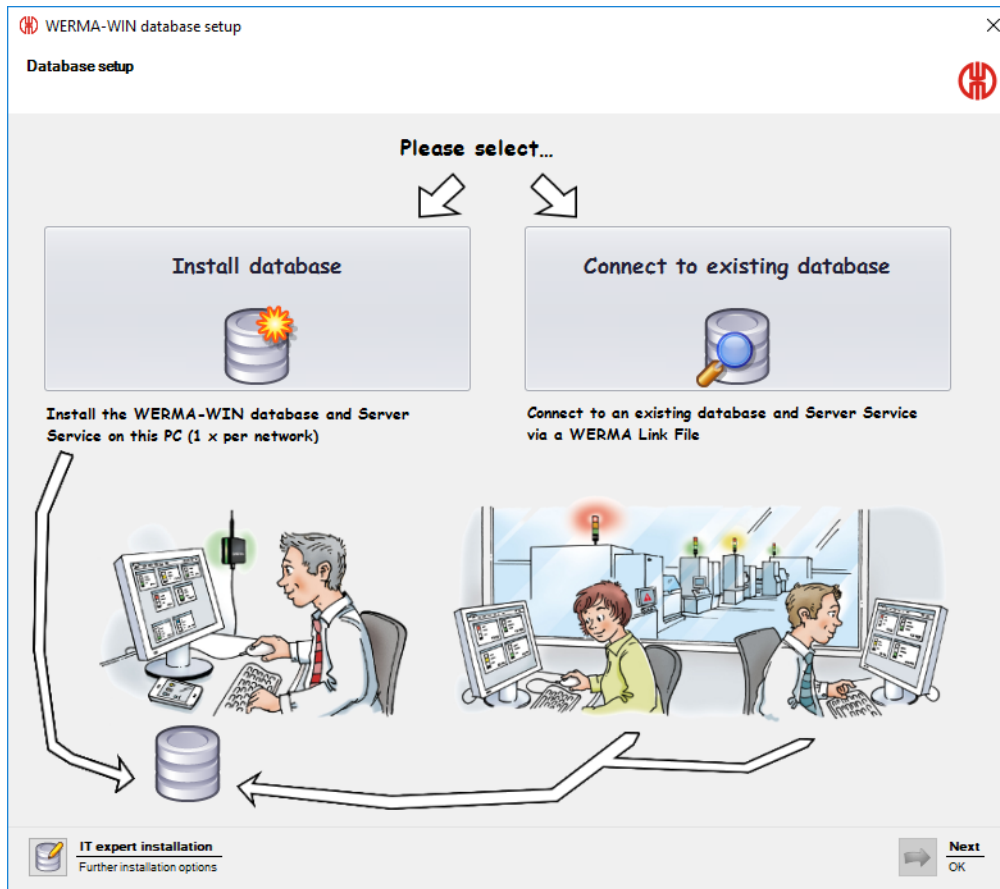 WERMA-WIN database setup
Database setup
Please select...
Install database
Connect to existing database
Install the WERMA-WIN database and Server
Service on this PC (1 x per network)
Connect to an existing database and Server Service
via a WERMA Link File
IT expert installation
Further installation options
Next
OK